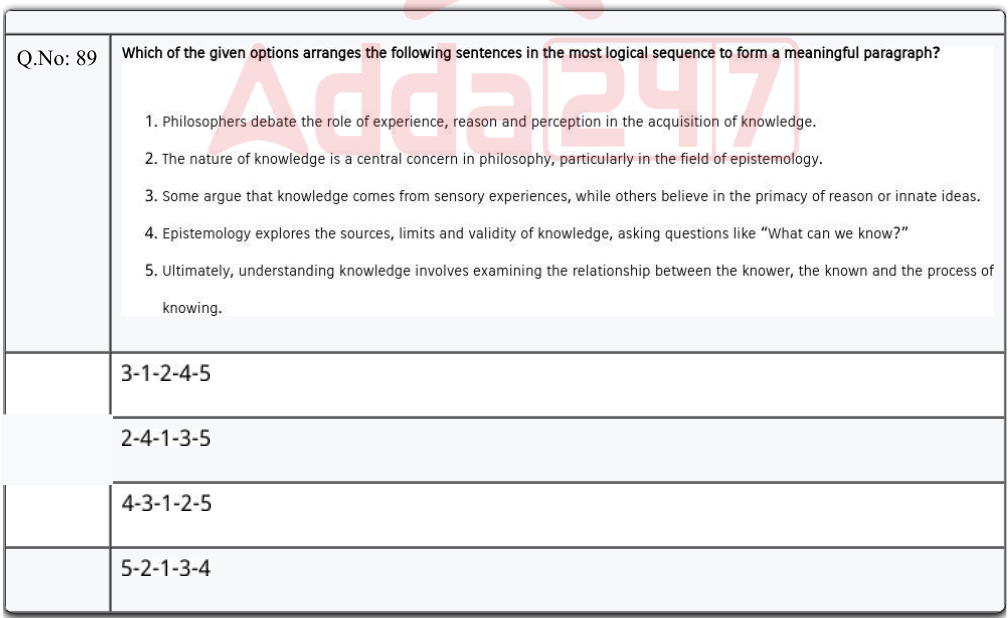 Q.No: 89
Which of the given options arranges the following sentences in the most logical sequence to form a meaningful paragraph?
Adda247
1. Philosophers debate the role of experience, reason and perception in the acquisition of knowledge.
2. The nature of knowledge is a central concern in philosophy, particularly in the field of epistemology.
3. Some argue that knowledge comes from sensory experiences, while others believe in the primacy of reason or innate ideas.
4. Epistemology explores the sources, limits and validity of knowledge, asking questions like “What can we know?”
5. Ultimately, understanding knowledge involves examining the relationship between the knower, the known and the process of
knowing.
3-1-2-4-5
2-4-1-3-5
4-3-1-2-5
5-2-1-3-4